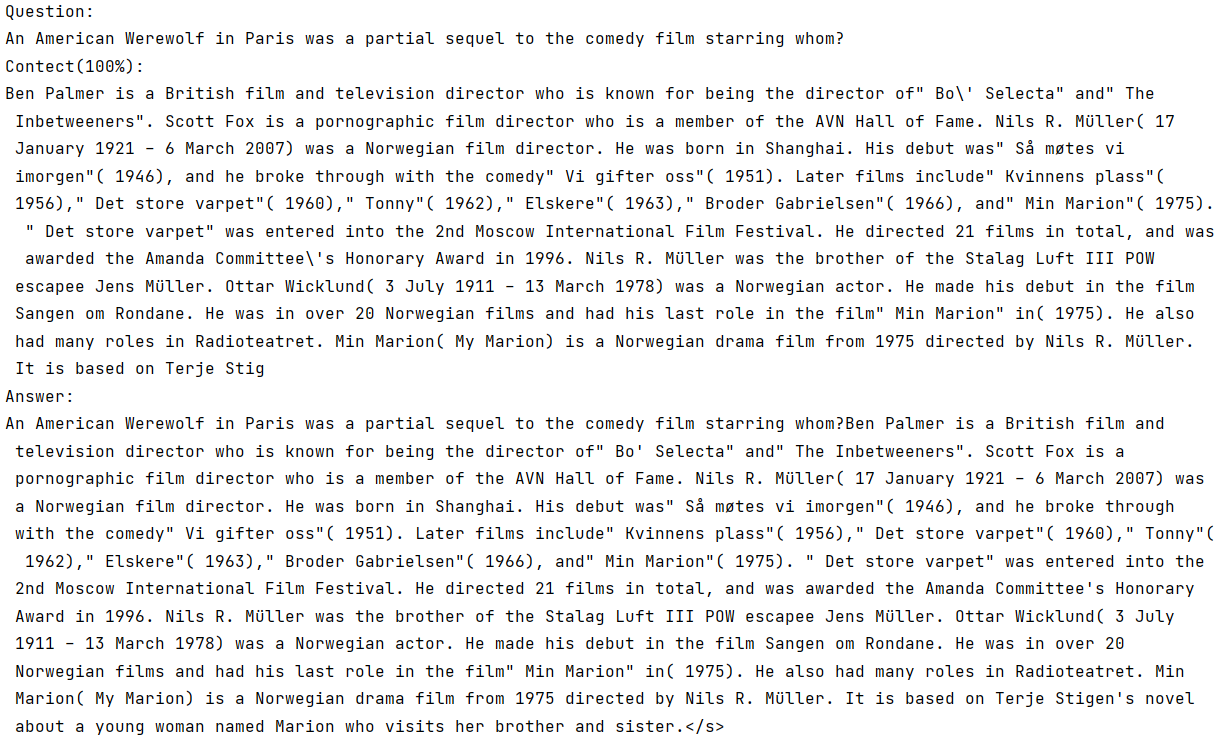 Question:
An American Werewolf in Paris was a partial sequel to the comedy film starring whom?
Contect(100%):
Ben Palmer is a British film and television director who is known for being the director of" Bo\' Selecta" and" The
Inbetweeners". Scott Fox is a pornographic film director who is a member of the AVN Hall of Fame. Nils R. Müller( 17
January 1921 – 6 March 2007) was a Norwegian film director. He was born in Shanghai. His debut was" Så møtes vi
imorgen"( 1946), and he broke through with the comedy" Vi gifter oss"( 1951). Later films include" Kvinnens plass"(
1956)," Det store varpet"( 1960)," Tonny"( 1962)," Elskere"( 1963)," Broder Gabrielsen"( 1966), and" Min Marion"( 1975).
" Det store varpet" was entered into the 2nd Moscow International Film Festival. He directed 21 films in total, and was
awarded the Amanda Committee\'s Honorary Award in 1996. Nils R. Müller was the brother of the Stalag Luft III POW
escapee Jens Müller. Ottar Wicklund( 3 July 1911 – 13 March 1978) was a Norwegian actor. He made his debut in the film
Sangen om Rondane. He was in over 20 Norwegian films and had his last role in the film" Min Marion" in( 1975). He also
had many roles in Radioteatret. Min Marion( My Marion) is a Norwegian drama film from 1975 directed by Nils R. Müller.
It is based on Terje Stig
Answer:
An American Werewolf in Paris was a partial sequel to the comedy film starring whom?Ben Palmer is a British film and
television director who is known for being the director of" Bo' Selecta" and" The Inbetweeners". Scott Fox is a
pornographic film director who is a member of the AVN Hall of Fame. Nils R. Müller( 17 January 1921 – 6 March 2007) was
a Norwegian film director. He was born in Shanghai. His debut was" Så møtes vi imorgen"( 1946), and he broke through
with the comedy" Vi gifter oss"( 1951). Later films include" Kvinnens plass"( 1956)," Det store varpet"( 1960)," Tonny"(
1962)," Elskere"( 1963)," Broder Gabrielsen"( 1966), and" Min Marion"( 1975). " Det store varpet" was entered into the
2nd Moscow International Film Festival. He directed 21 films in total, and was awarded the Amanda Committee's Honorary
Award in 1996. Nils R. Müller was the brother of the Stalag Luft III POW escapee Jens Müller. Ottar Wicklund( 3 July
1911 – 13 March 1978) was a Norwegian actor. He made his debut in the film Sangen om Rondane. He was in over 20
Norwegian films and had his last role in the film" Min Marion" in( 1975). He also had many roles in Radioteatret. Min
Marion( My Marion) is a Norwegian drama film from 1975 directed by Nils R. Müller. It is based on Terje Stigen's novel
about a young woman named Marion who visits her brother and sister.</s>